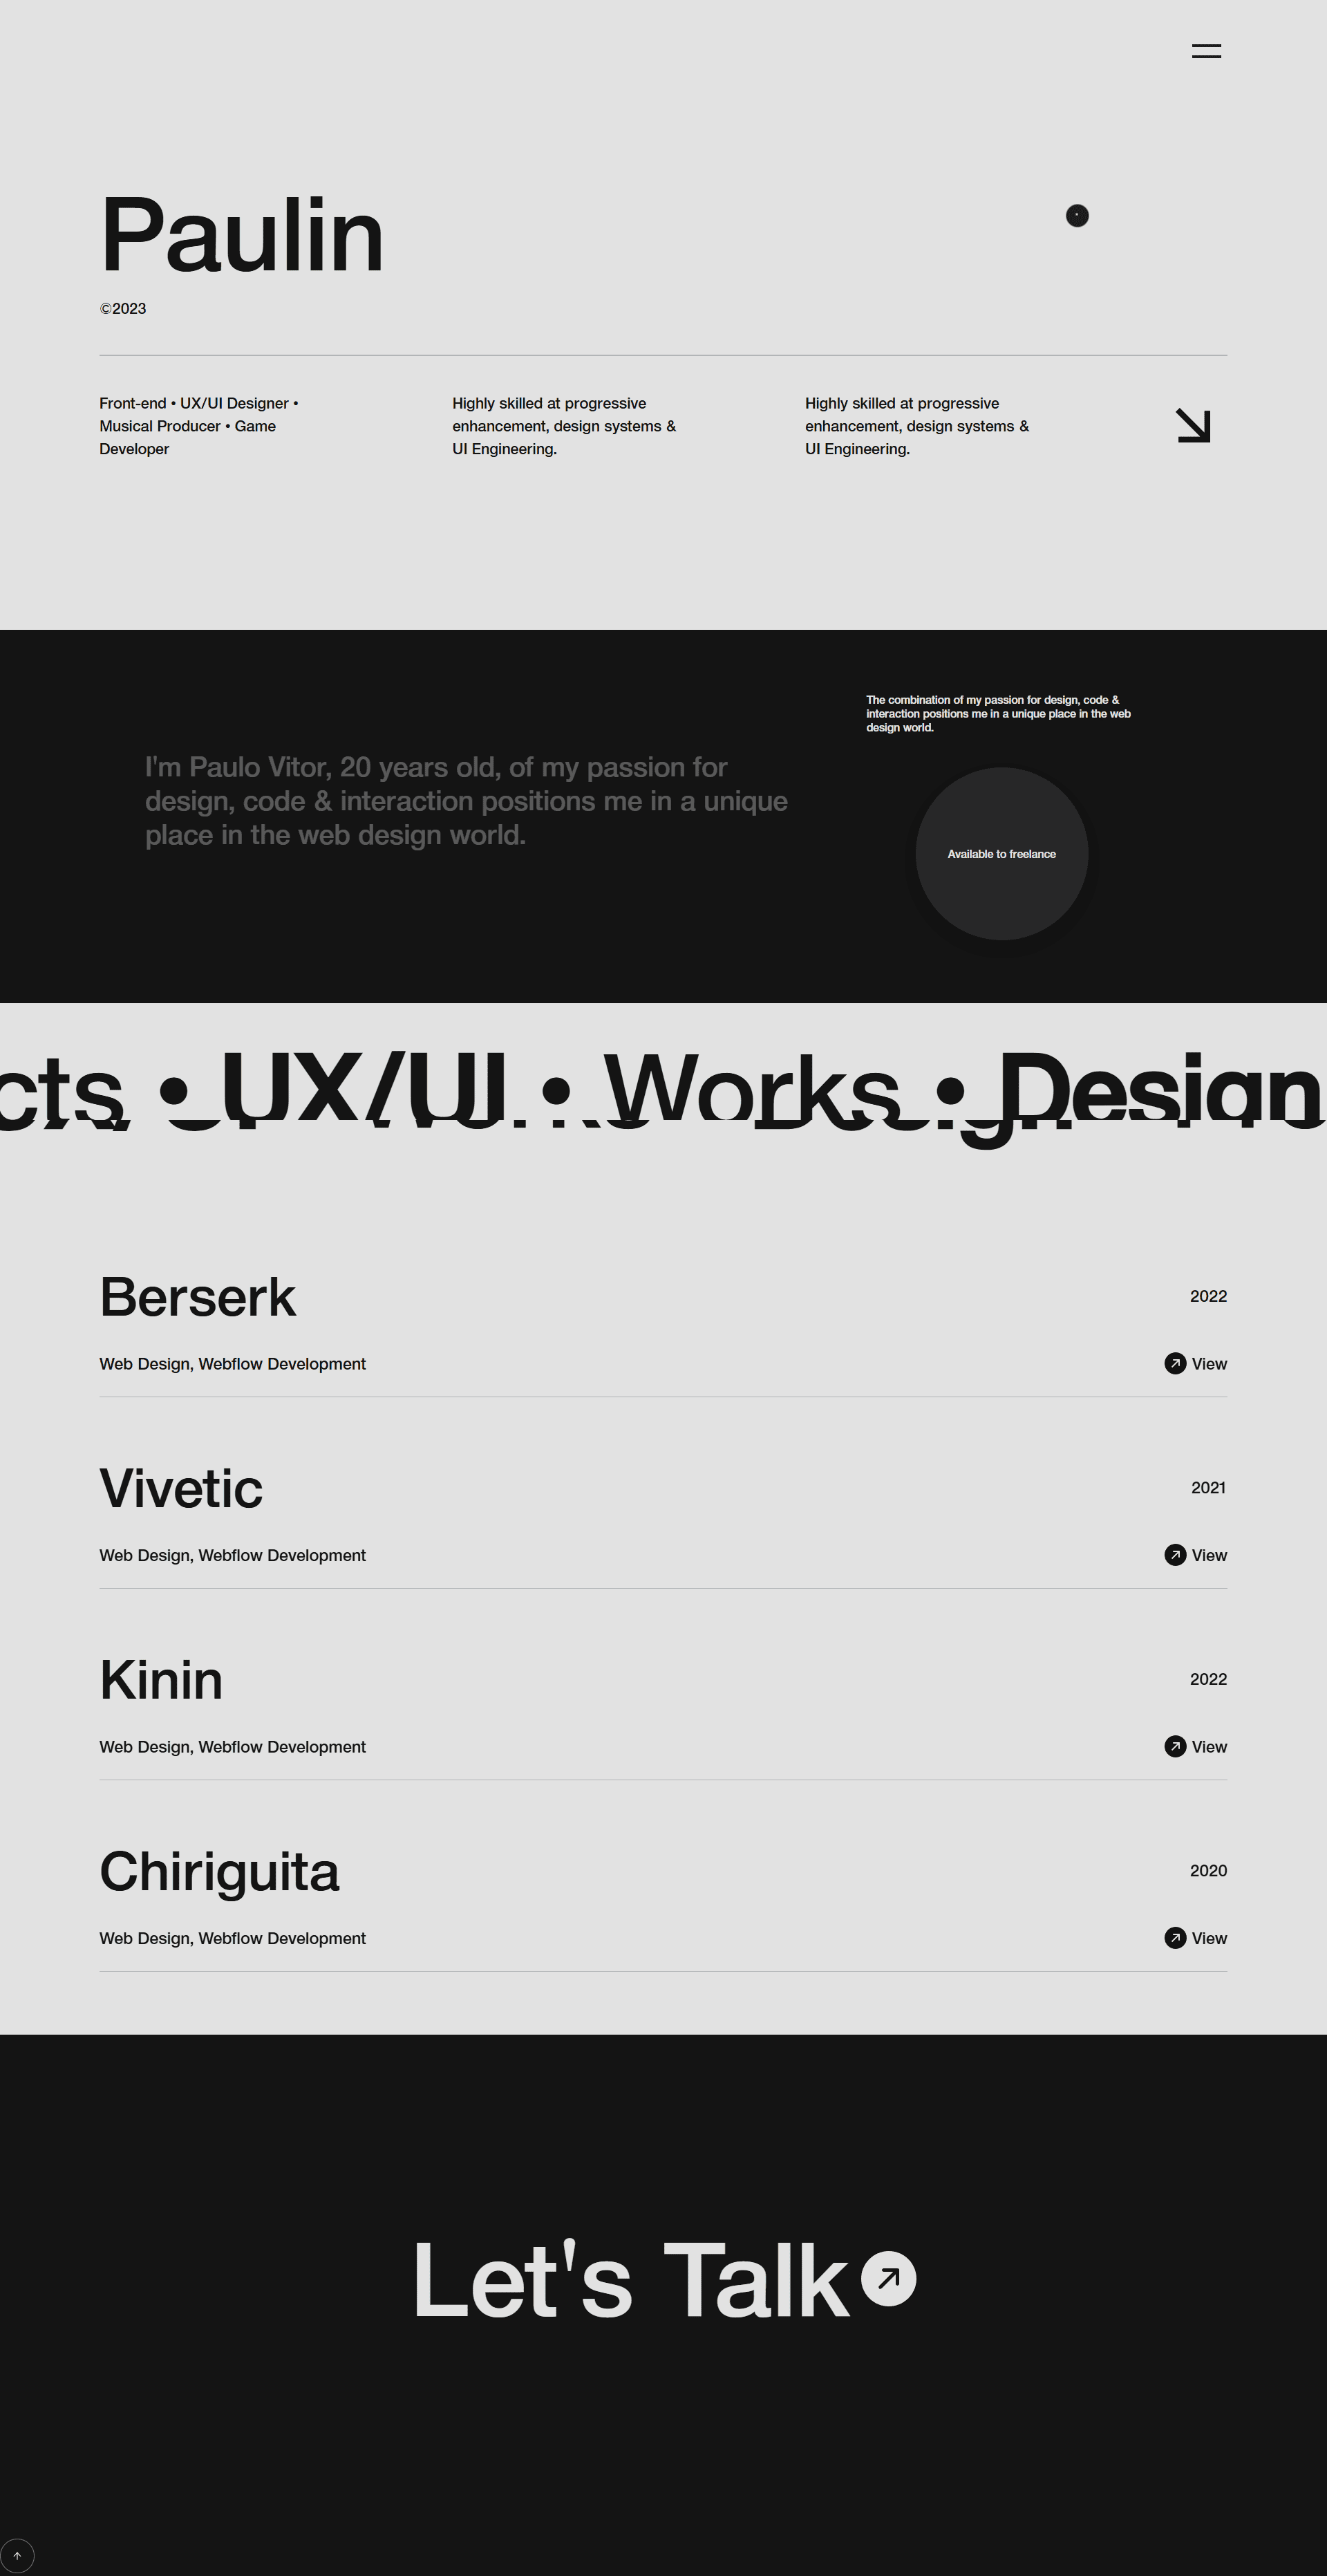 Paulin
©2023
Front-end • UX/UI Designer •
Musical Producer • Game
Developer
Highly skilled at progressive
enhancement, design systems &
UI Engineering.
Highly skilled at progressive
enhancement, design systems &
UI Engineering.
The combination of my passion for design, code &
interaction positions me in a unique place in the web
design world.
I'm Paulo Vitor, 20 years old, of my passion for
design, code & interaction positions me in a unique
place in the web design world.
Available to freelance
• UX/UI • Works • Design
Berserk
2022
Web Design, Webflow Development
View
Vivetic
2021
Web Design, Webflow Development
View
Kinin
2022
Web Design, Webflow Development
View
Chiriguita
2020
Web Design, Webflow Development
View
Let's Talk